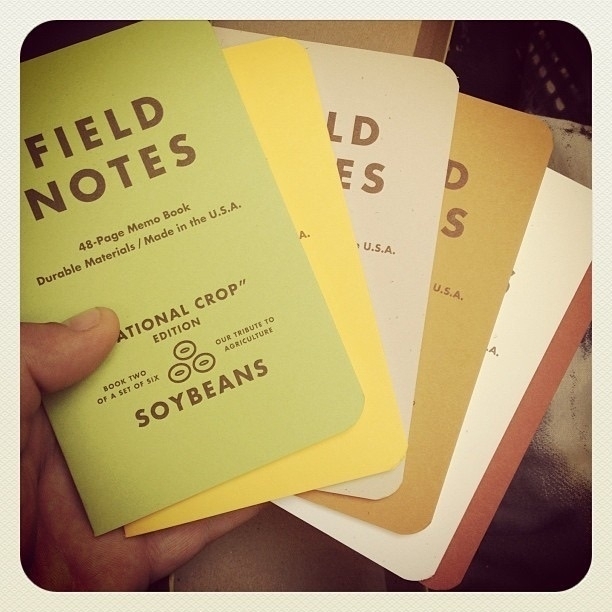 FIELD
NOTES
48-Page Memo Book
Durable Materials / Made in the U.S.A.
ATIONAL CROP"
EDITION
BOOK TWO
OF A SET OF SIX
OUR TRIBUTE TO
AGRICULTURE
SOYBEANS
A.
LD
ES
U.S.A.
D
S
U.S.A.
A.